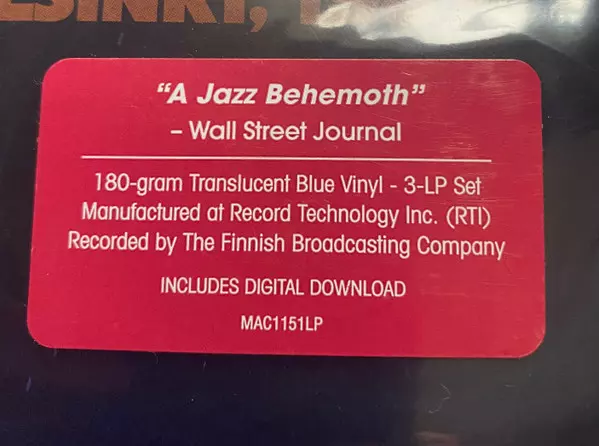 "A Jazz Behemoth"
– Wall Street Journal
180-gram Translucent Blue Vinyl - 3-LP Set
Manufactured at Record Technology Inc. (RTI)
Recorded by The Finnish Broadcasting Company
INCLUDES DIGITAL DOWNLOAD
MAC1151LP